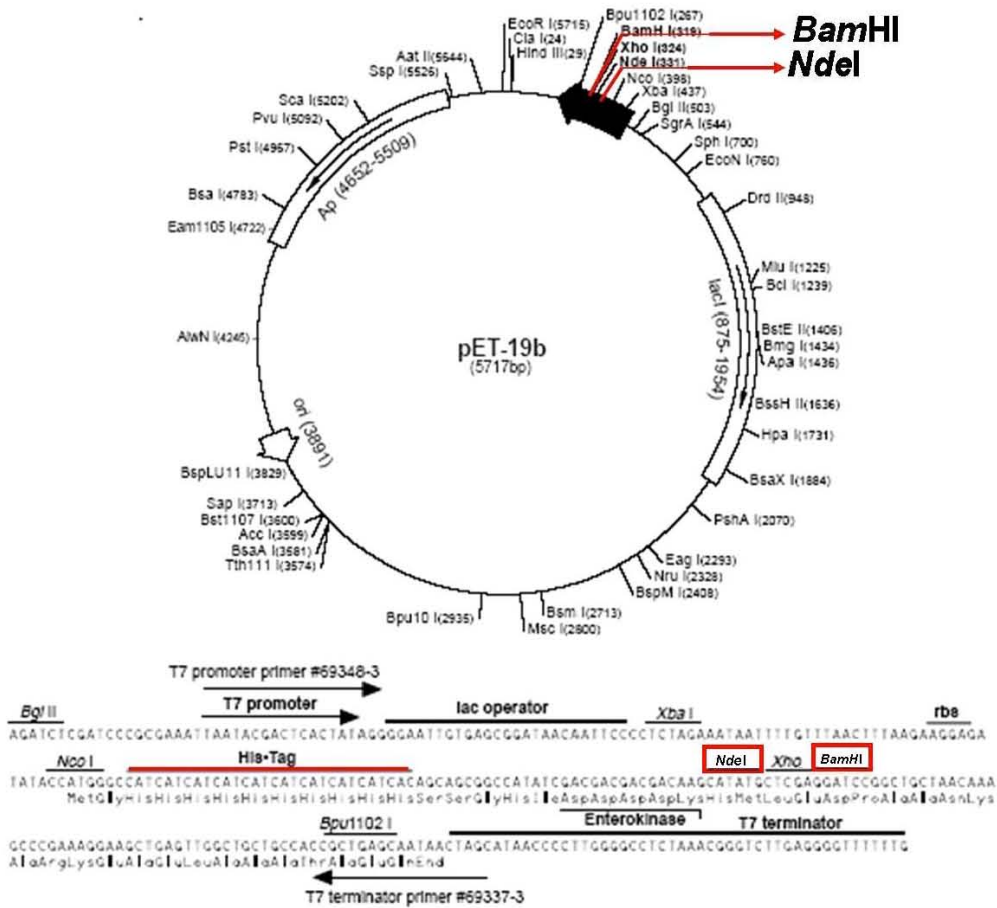 EcoR I(5715)
Cla I(24)
Hind III(29)
Bpu1102 I(267)
BamH I(319)
Xho I(324)
Nde I(331)
Nco I(398)
Xba I(437)
Bgl II(503)
SgrA I(544)
Sph I(700)
EcoN I(760)
Drd II(948)
Mlu I(1225)
Bcl I(1239)
BstE II(1406)
Bmg I(1434)
Apa I(1436)
BssH II(1636)
Hpa I(1731)
BsaX I(1884)
PshA I(2070)
Eag I(2293)
Nru I(2328)
BspM I(2408)
Bsm I(2713)
Msc I(2800)
Bpu10 I(2935)
Tth111 I(3574)
BsaA I(3581)
Acc I(3599)
Bst1107 I(3600)
Sap I(3713)
BspLU11 I(3829)
AlwN I(4245)
Eam1105 I(4722)
Bsa I(4783)
Pst I(4967)
Pvu I(5092)
Sca I(5202)
Ssp I(5526)
Aat II(5644)
BamHI
NdeI
Ap (4652-5509)
lacI (875-1954)
ori (3891)
pET-19b
(5717bp)
T7 promoter primer #69348-3
Bgl II T7 promoter lac operator Xba I rbs
AGATCTCGATCCCGCGAAATTAATACGACTCACTATAGGGGAATTGTGAGCGGATAACAATTCCCCTCTAGAAATAATTTTGTTTAACTTTAAGAAGGAGA
Nco I His•Tag NdeI Xho BamHI
TATACCATGGGCCATCATCATCATCATCATCATCATCATCACAGCAGCGGCCATATCGACGACGACGACAAGCATATGCTCGAGGATCCGGCTGCTAACAAA
MetGlyHisHisHisHisHisHisHisHisHisHisSerSerGlyHisIleAspAspAspAspLysHisMetLeuGluAspProAlaAlaAsnLys
Bpu1102 I Enterokinase T7 terminator
GCCCGAAAGGAAGCTGAGTTGGCTGCTGCCACCGCTGAGCAATAACTAGCATAACCCCTTGGGGCCTCTAAACGGGTCTTGAGGGGTTTTTTG
AlaArgLysGluAlaGluLeuAlaAlaAlaThrAlaGluGlnEnd
T7 terminator primer #69337-3